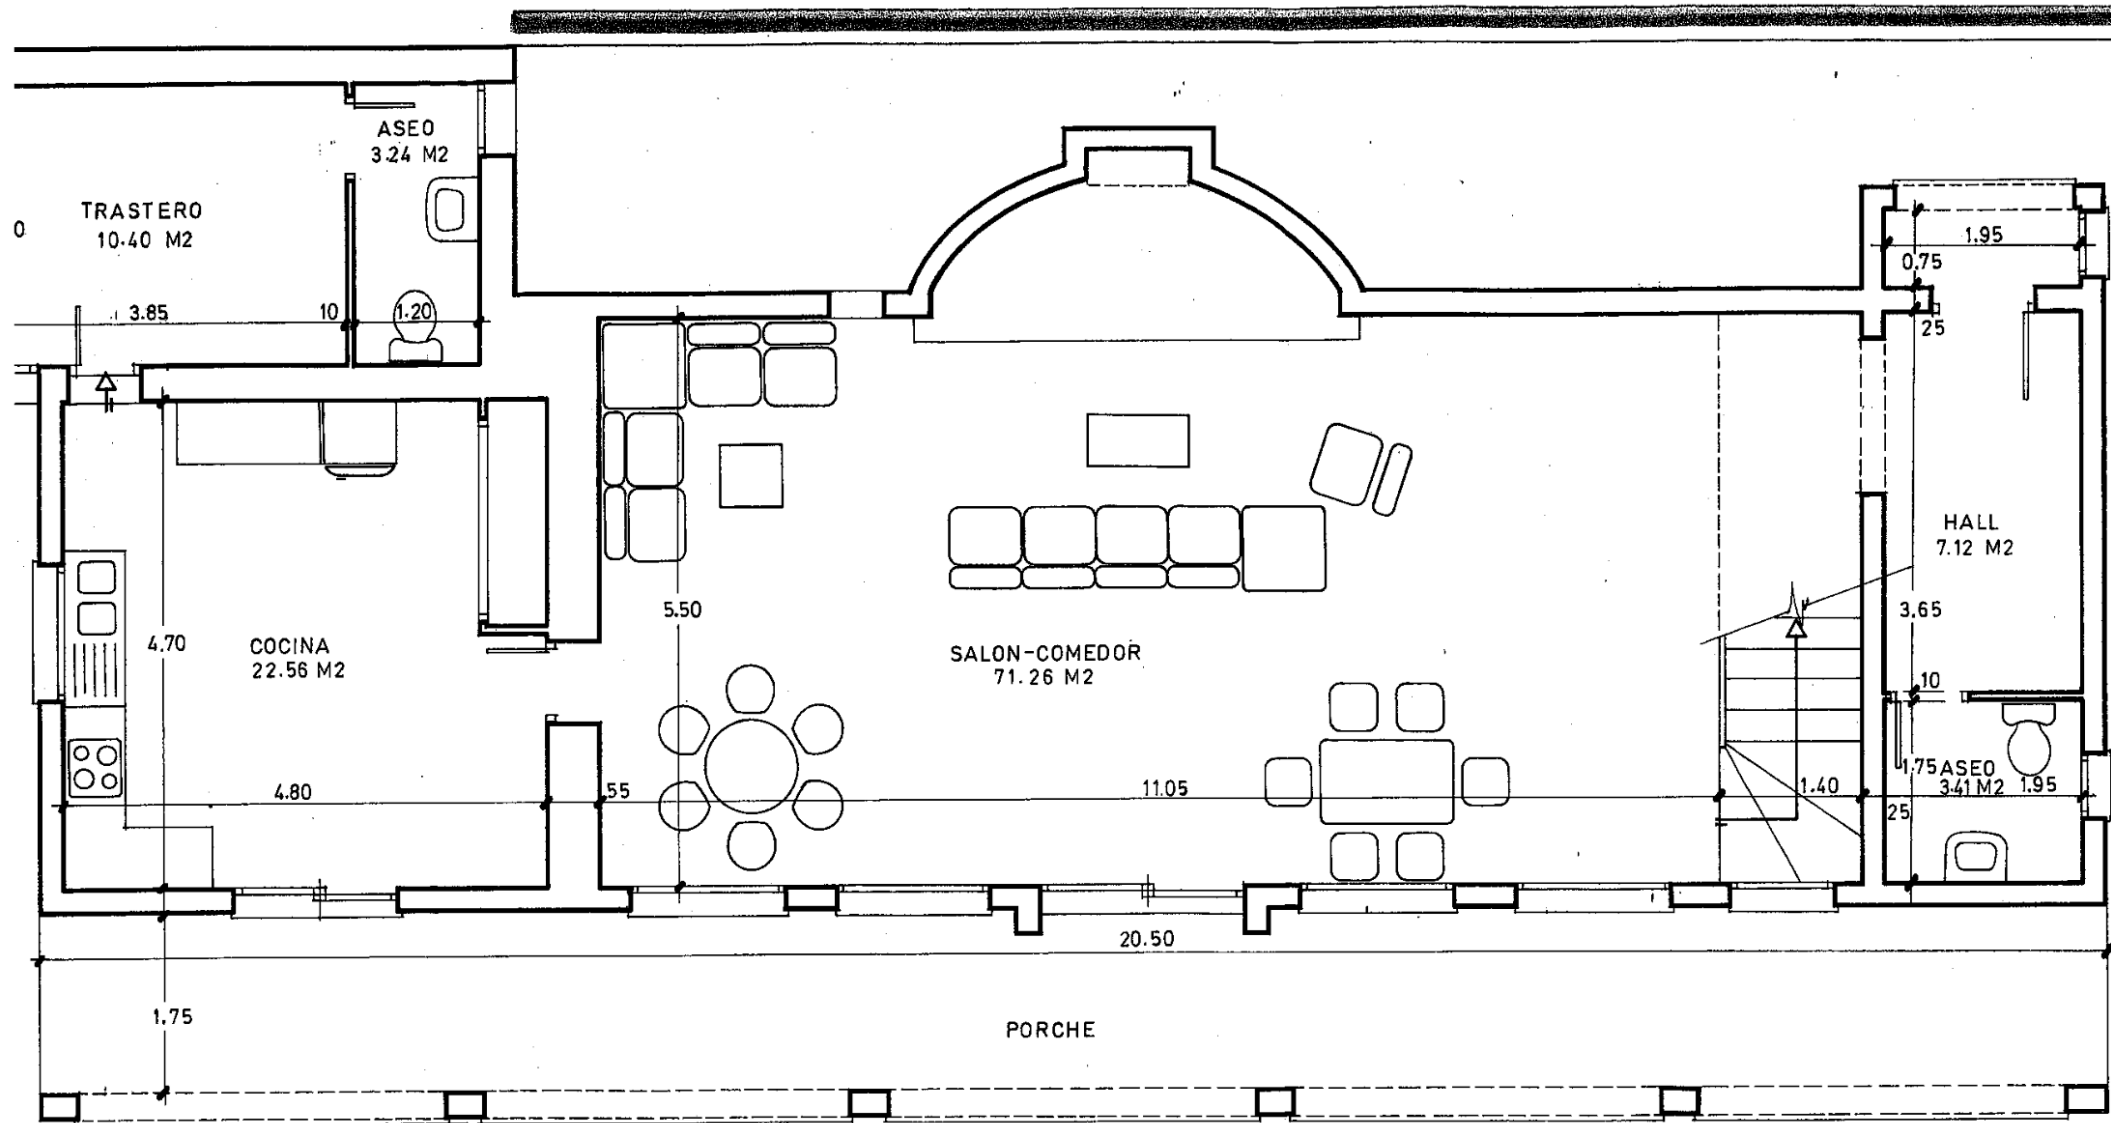 ASEO
3.24 M2
TRASTERO
10.40 M2
O
3.85
10
1.20
1.95
0.75
25
HALL
7.12 M2
5.50
3.65
4.70
COCINA
22.56 M2
SALON-COMEDOR
71.26 M2
10
1.75
ASEO
3.41 M2
1.95
4.80
55
11.05
1.40
25
20.50
1.75
PORCHE